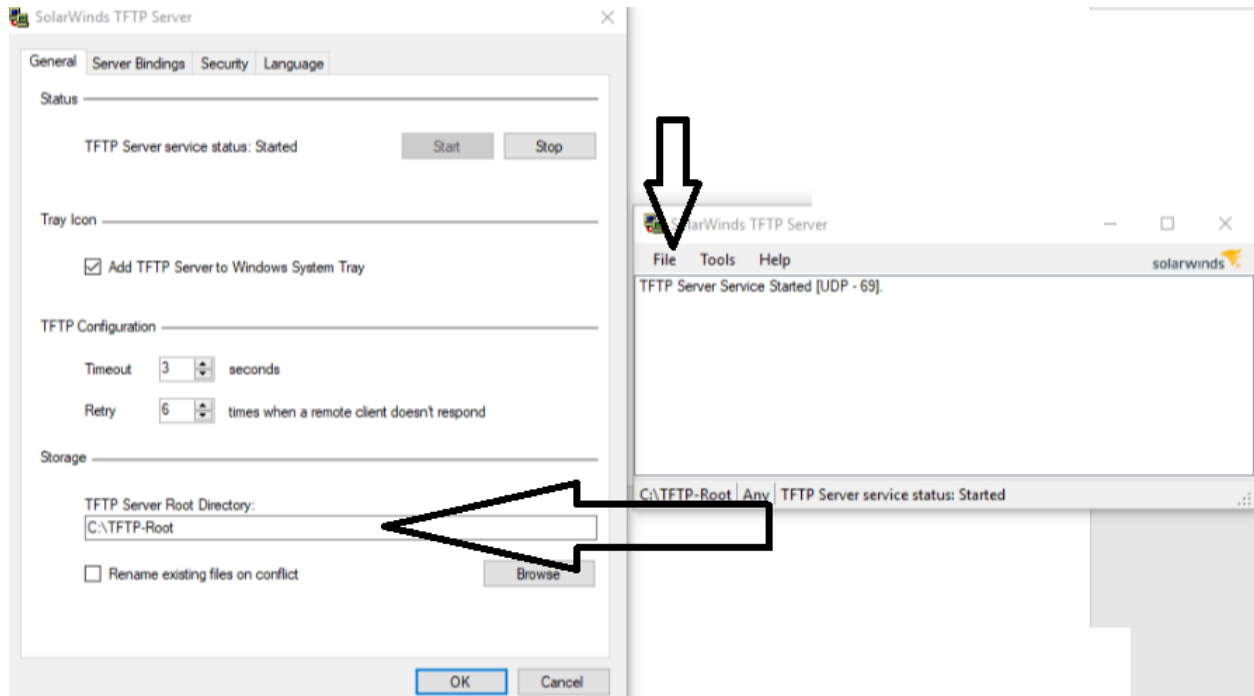 SolarWinds TFTP Server
General Server Bindings Security Language
Status
TFTP Server service status: Started Start Stop
Tray Icon
Add TFTP Server to Windows System Tray
TFTP Configuration
Timeout 3 seconds
Retry 6 times when a remote client doesn't respond
Storage
TFTP Server Root Directory:
C:\TFTP-Root
Rename existing files on conflict Browse
OK Cancel
SolarWinds TFTP Server
File Tools Help solarwinds
TFTP Server Service Started [UDP - 69].
C:\TFTP-Root Any TFTP Server service status: Started